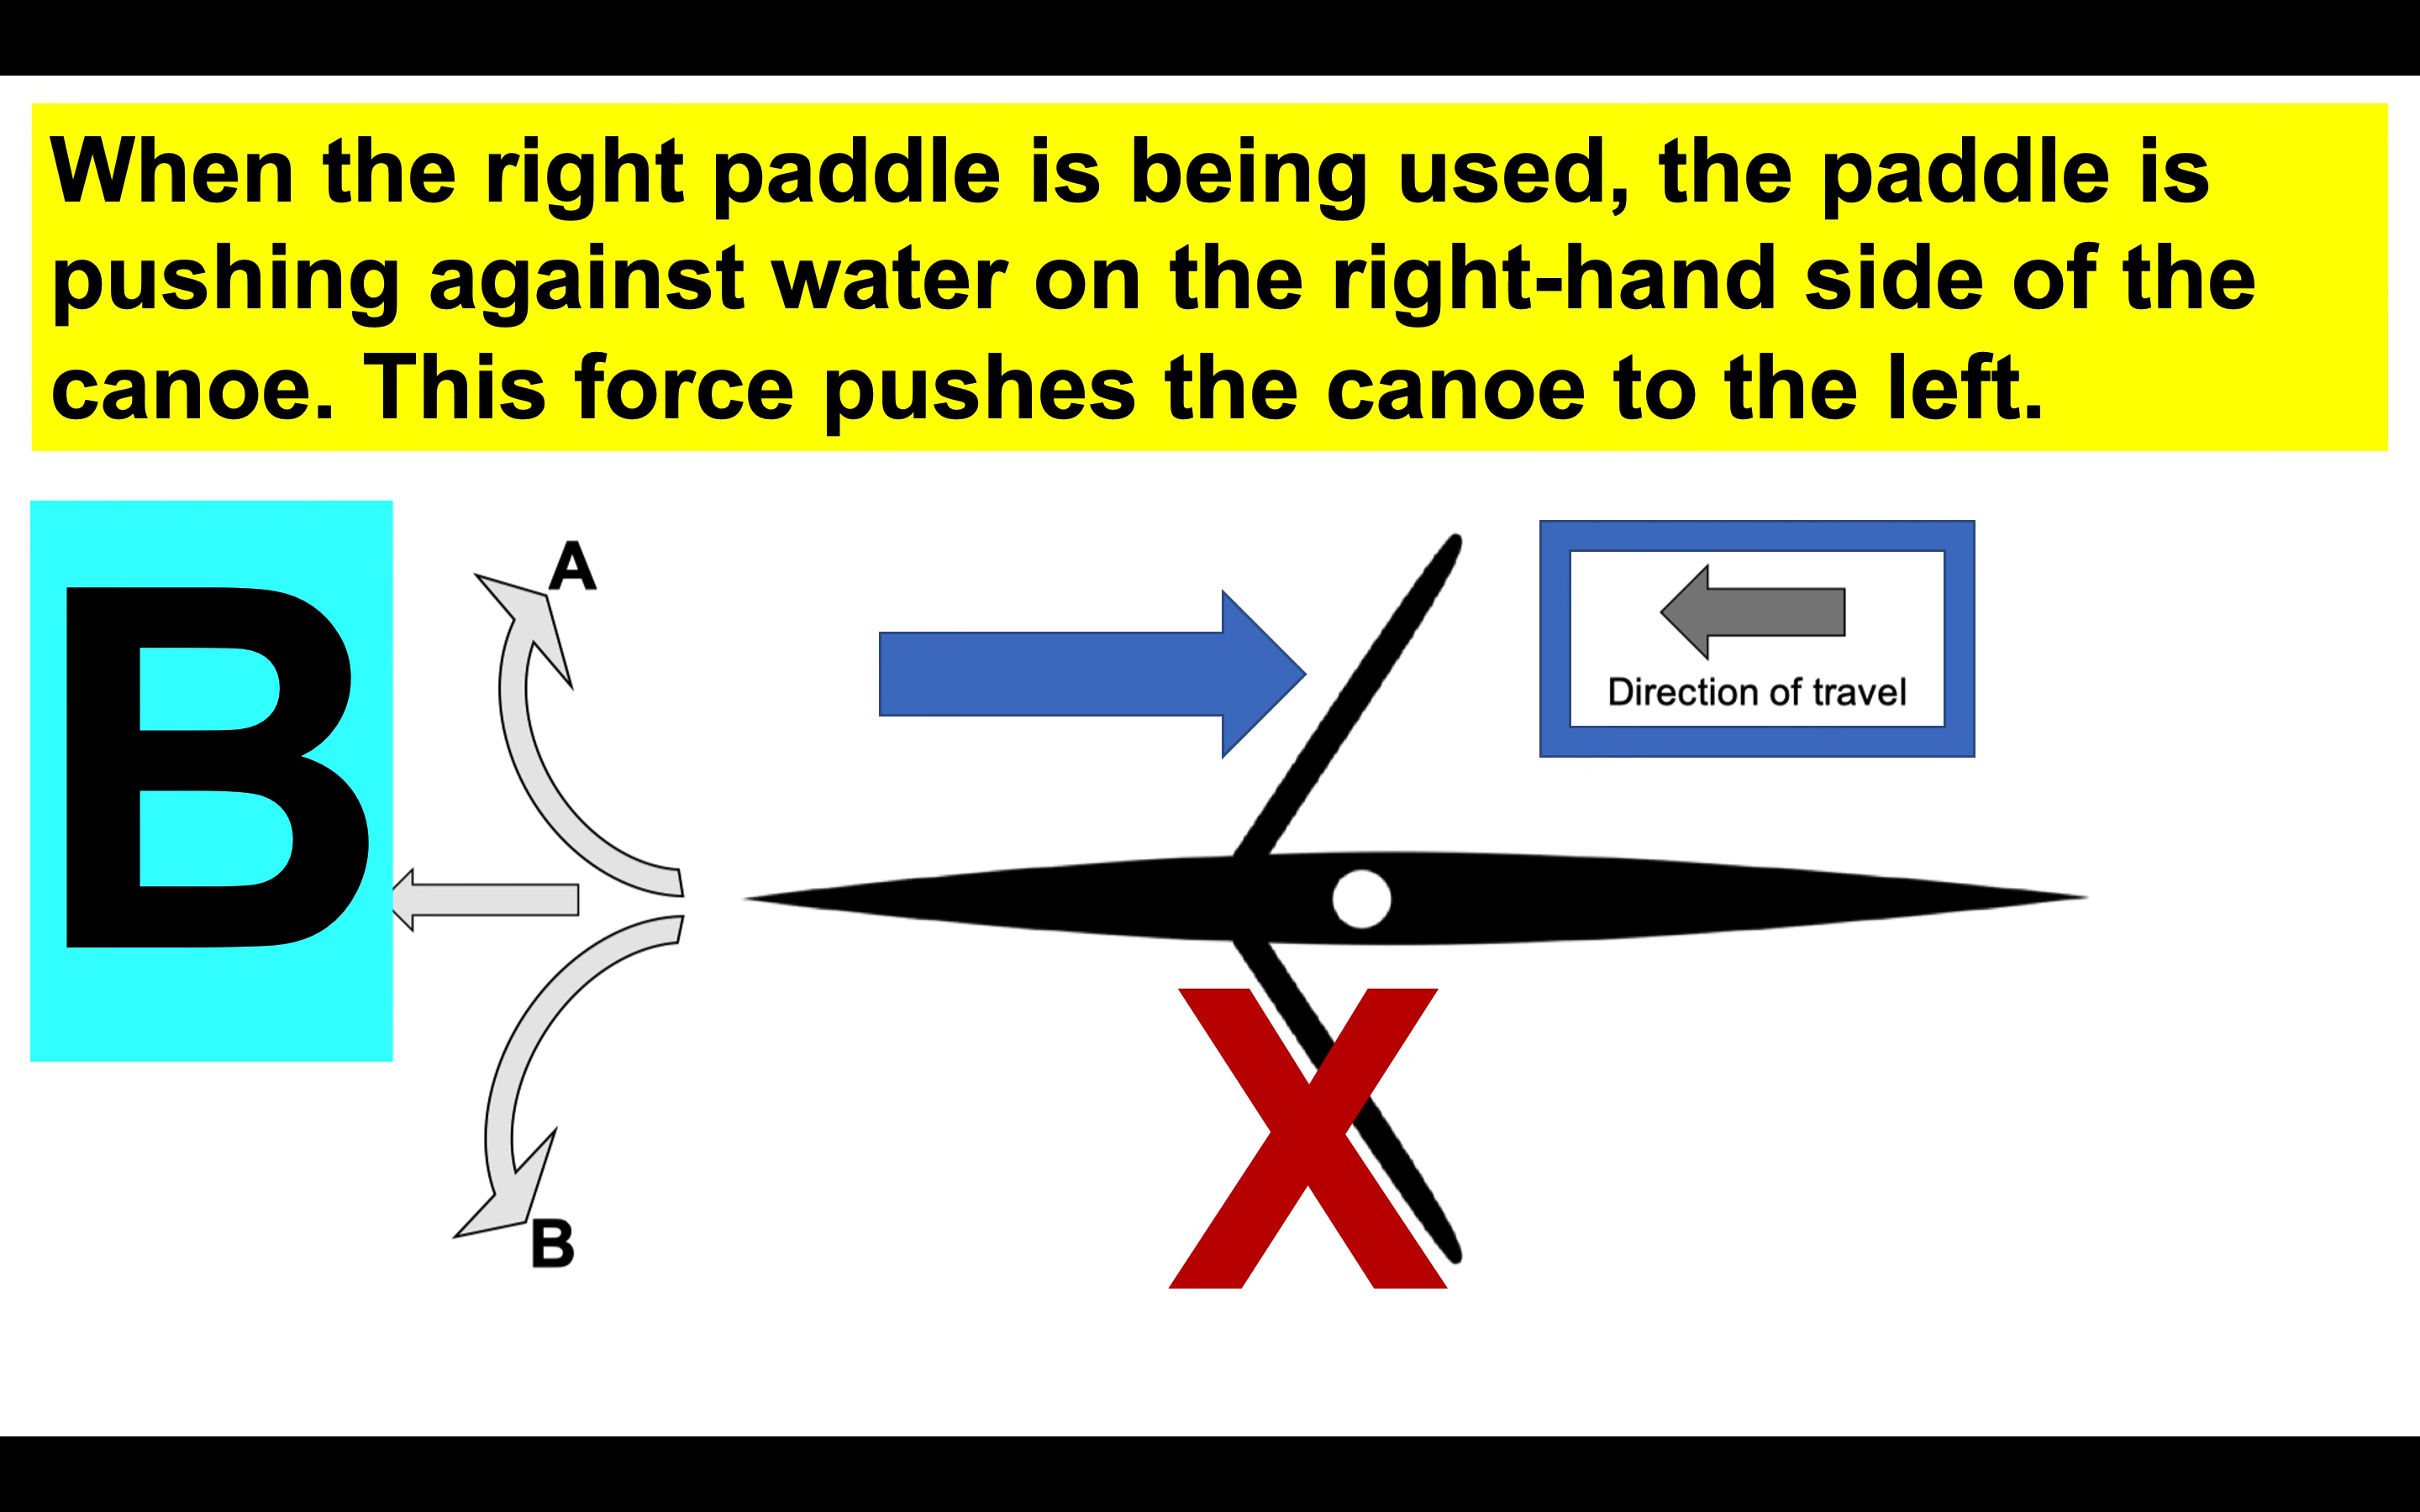 When the right paddle is being used, the paddle is
pushing against water on the right-hand side of the
canoe. This force pushes the canoe to the left.
B
A
Direction of travel
X
B